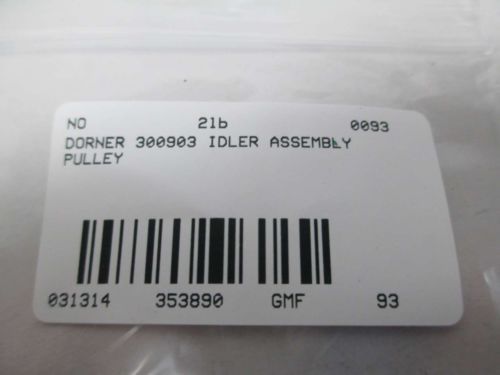 NO 21b 0093
DORNER 300903 IDLER ASSEMBLY
PULLEY
031314 353890 GMF 93